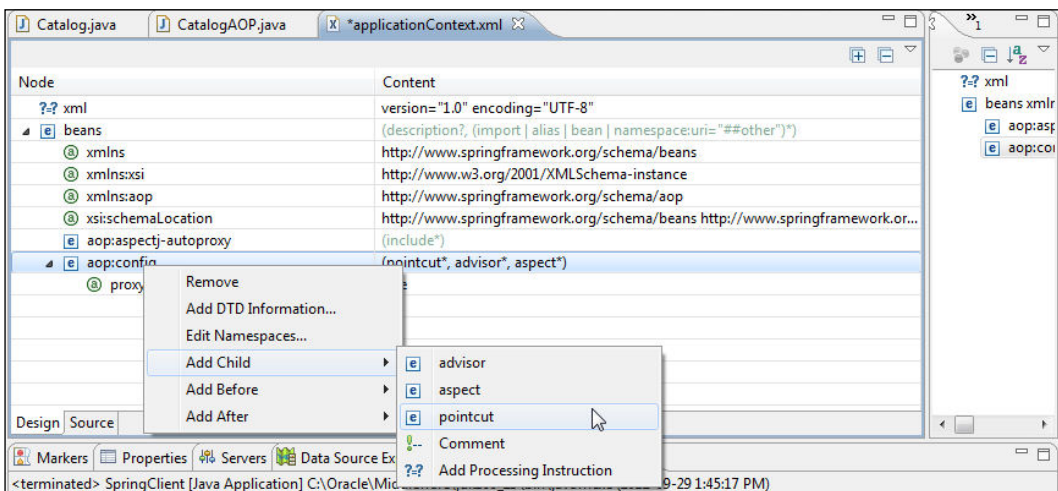 Catalog.java CatalogAOP.java *applicationContext.xml
Node Content
xml version="1.0" encoding="UTF-8"
beans (description?, (import | alias | bean | namespace:uri="##other")*)
xmlns http://www.springframework.org/schema/beans
xmlns:xsi http://www.w3.org/2001/XMLSchema-instance
xmlns:aop http://www.springframework.org/schema/aop
xsi:schemaLocation http://www.springframework.org/schema/beans http://www.springframework.or...
aop:aspectj-autoproxy (include*)
aop:config (pointcut*, advisor*, aspect*)
proxy
Remove
Add DTD Information...
Edit Namespaces...
Add Child
Add Before
Add After
advisor
aspect
pointcut
Comment
Add Processing Instruction
Design Source
Markers Properties Servers Data Source Ex
<terminated> SpringClient [Java Application] C:\Oracle\Mid 9-29 1:45:17 PM)
xml
beans xmlr
aop:asp
aop:con